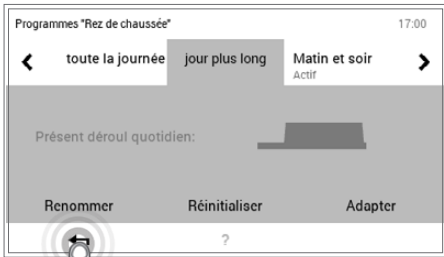 Programmes "Rez de chaussée" 17:00
toute la journée jour plus long Matin et soir
Actif
Présent déroul quotidien:
Renommer Réinitialiser Adapter
?